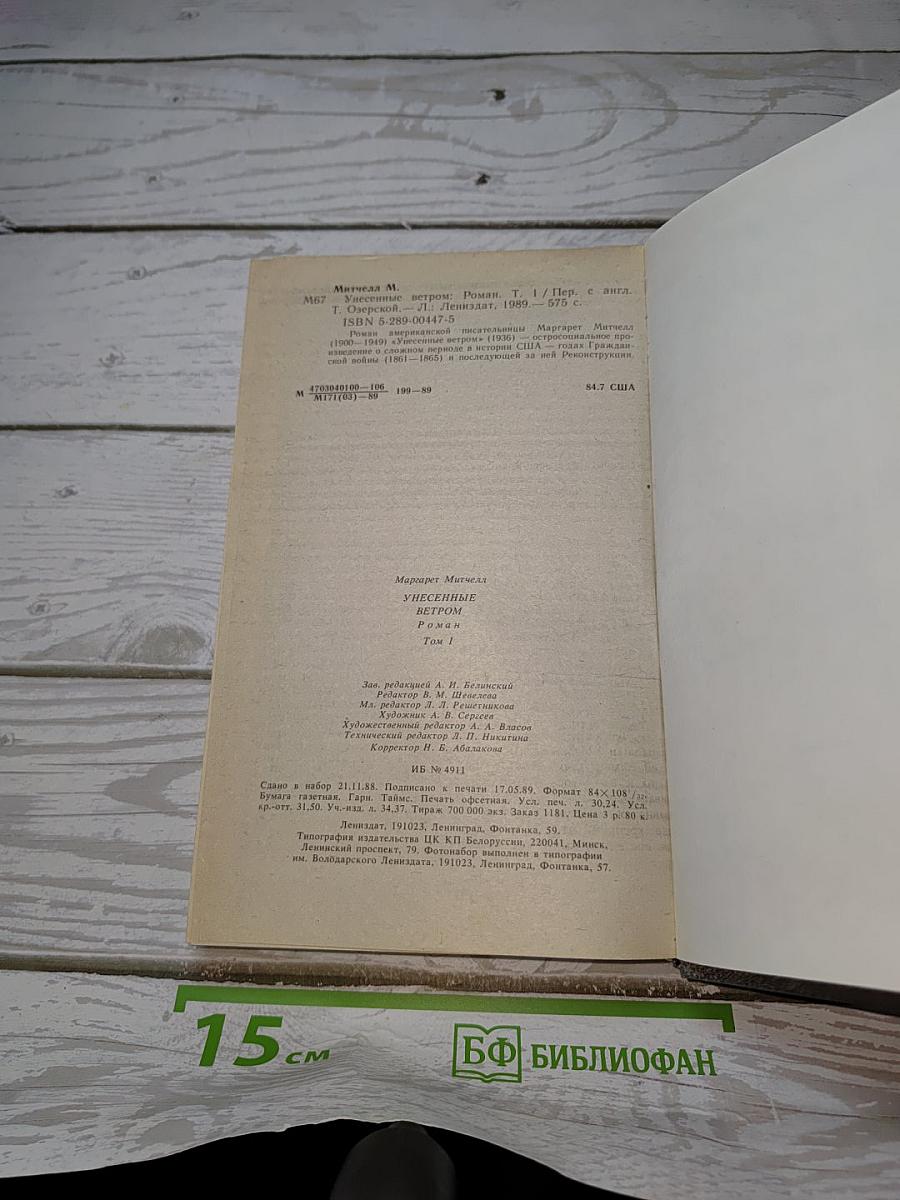 Митчелл М.
М67 Унесенные ветром: Роман. Т. 1 / Пер. с англ.
Т. Озерской.— Л.: Лениздат, 1989.— 575 с.
ISBN 5-289-00447-5
Роман американской писательницы Маргарет Митчелл
(1900—1949) «Унесенные ветром» (1936) — остросоциальное про-
изведение о сложном периоде в истории США — годах Граждан-
ской войны (1861—1865) и последующей за ней Реконструкции.
М 4703040100—106 199—89 84.7 США
М171(03)—89
Маргарет Митчелл
УНЕСЕННЫЕ
ВЕТРОМ
Роман
Том 1
Зав. редакцией А. И. Белинский
Редактор В. М. Шевелева
Мл. редактор Л. Л. Решетникова
Художник А. В. Сергеев
Художественный редактор А. А. Власов
Технический редактор Л. П. Никитина
Корректор Н. Б. Абалакова
ИБ № 4911
Сдано в набор 21.11.88. Подписано к печати 17.05.89. Формат 84×108¹/₃₂.
Бумага газетная. Гарн. Таймс. Печать офсетная. Усл. печ. л. 30,24. Усл.
кр.-отт. 31,50. Уч.-изд. л. 34,37. Тираж 700 000 экз. Заказ 1181. Цена 3 р. 80 к.
Лениздат, 191023, Ленинград, Фонтанка, 59.
Типография издательства ЦК КП Белоруссии, 220041, Минск,
Ленинский проспект, 79. Фотонабор выполнен в типографии
им. Володарского Лениздата, 191023, Ленинград, Фонтанка, 57.
15 см БФ БИБЛИОФАН